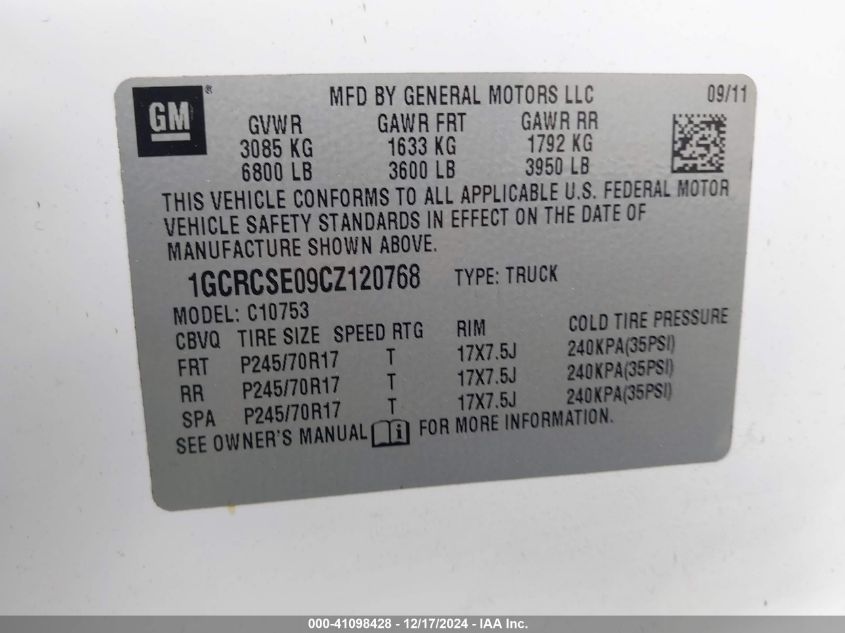 GM®
MFD BY GENERAL MOTORS LLC 09/11
GVWR GAWR FRT GAWR RR
3085 KG 1633 KG 1792 KG
6800 LB 3600 LB 3950 LB
THIS VEHICLE CONFORMS TO ALL APPLICABLE U.S. FEDERAL MOTOR
VEHICLE SAFETY STANDARDS IN EFFECT ON THE DATE OF
MANUFACTURE SHOWN ABOVE.
1GCRCSE09CZ120768 TYPE: TRUCK
MODEL: C10753
CBVQ TIRE SIZE SPEED RTG RIM COLD TIRE PRESSURE
FRT P245/70R17 T 17X7.5J 240KPA(35PSI)
RR P245/70R17 T 17X7.5J 240KPA(35PSI)
SPA P245/70R17 T 17X7.5J 240KPA(35PSI)
SEE OWNER'S MANUAL i FOR MORE INFORMATION.
000-41098428 - 12/17/2024 - IAA, Inc.